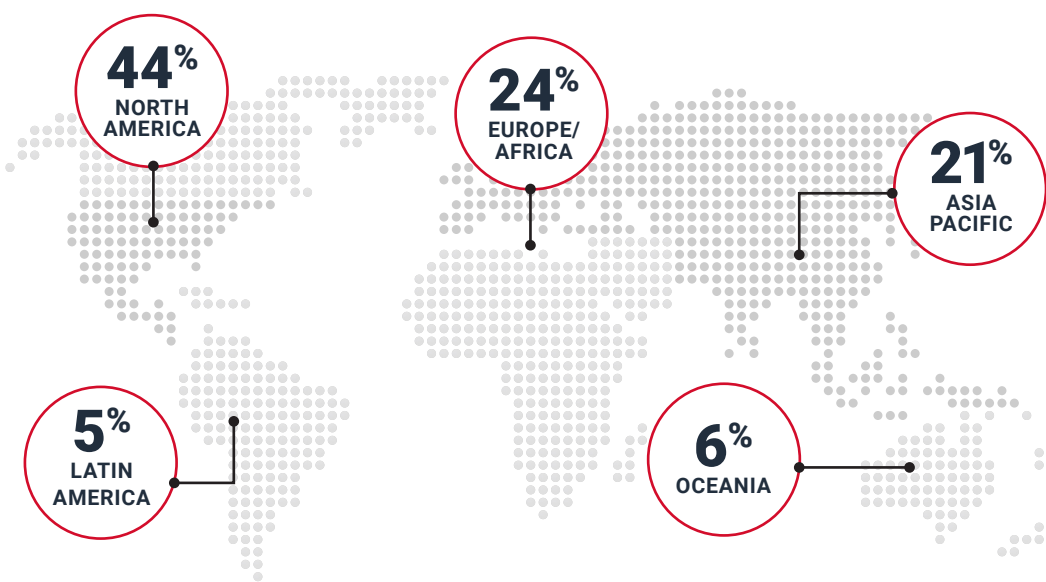 44%
NORTH
AMERICA
24%
EUROPE/
AFRICA
21%
ASIA
PACIFIC
5%
LATIN
AMERICA
6%
OCEANIA